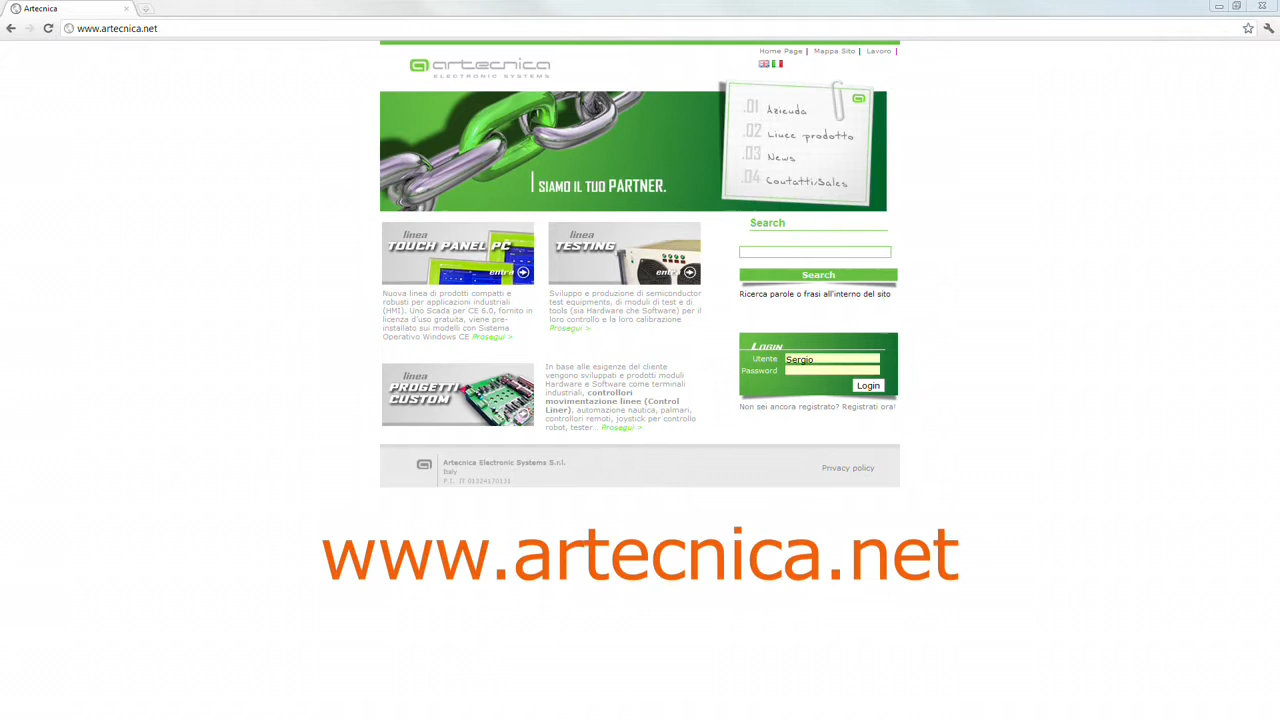 Artecnica
www.artecnica.net
Home Page | Mappa Sito | Lavoro |
artecnica
ELECTRONIC SYSTEMS
.01 Azienda
.02 Linee prodotto
.03 News
.04 Contatti/Sales
SIAMO IL TUO PARTNER.
linea
TOUCH PANEL PC
entra
Nuova linea di prodotti compatti e
robusti per applicazioni industriali
(HMI). Uno Scada per CE 6.0, fornito in
licenza d'uso gratuita, viene pre-
installato sui modelli con Sistema
Operativo Windows CE Prosegui >
linea
TESTING
entra
Sviluppo e produzione di semiconductor
test equipments, di moduli di test e di
tools (sia Hardware che Software) per il
loro controllo e la loro calibrazione
Prosegui >
linea
PROGETTI
CUSTOM
In base alle esigenze del cliente
vengono sviluppati e prodotti moduli
Hardware e Software come terminali
industriali, controllori
movimentazione linee (Control
Liner), automazione nautica, palmari,
controllori remoti, joystick per controllo
robot, tester... Prosegui >
Search
Search
Ricerca parole o frasi all'interno del sito
LOGIN
Utente Sergio
Password
Login
Non sei ancora registrato? Registrati ora!
Artecnica Electronic Systems S.r.l.
Italy
P.I. IT 01324170131
Privacy policy
www.artecnica.net